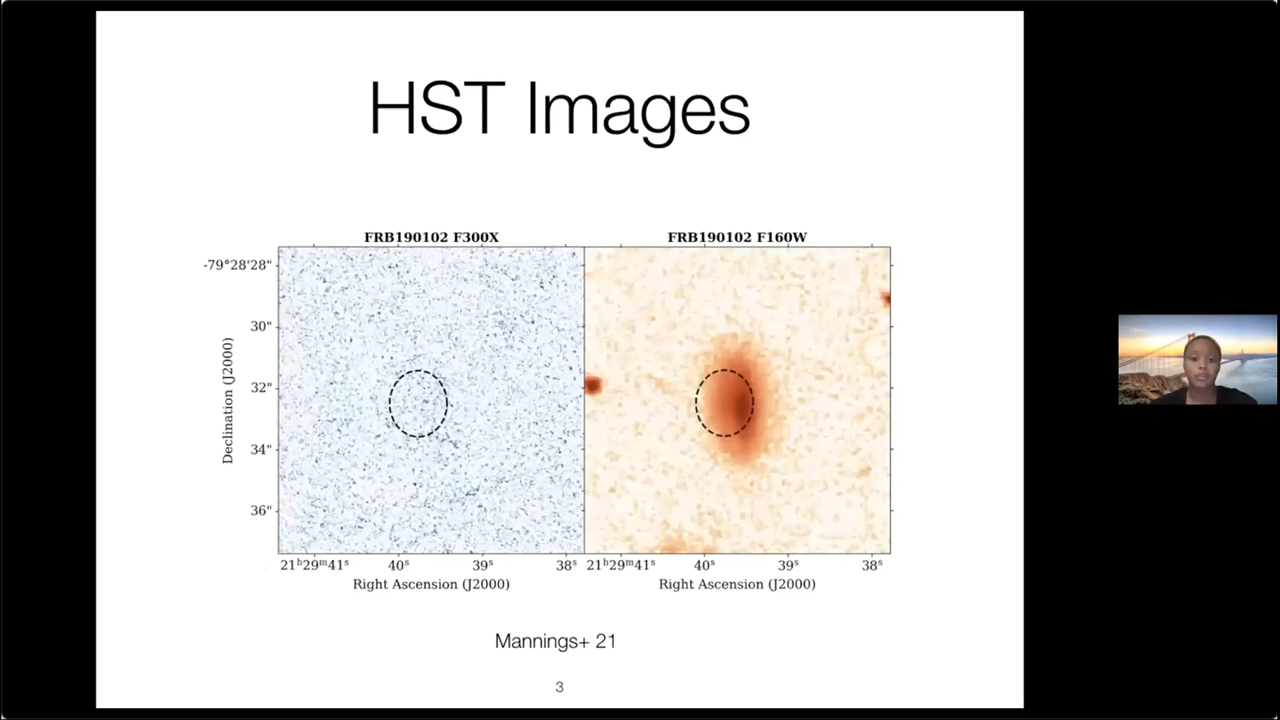 HST Images
FRB190102 F300X
FRB190102 F160W
-79°28'28"
30"
32"
34"
36"
Declination (J2000)
21ʰ29ᵐ41ˢ 40ˢ 39ˢ 38ˢ
21ʰ29ᵐ41ˢ 40ˢ 39ˢ 38ˢ
Right Ascension (J2000)
Right Ascension (J2000)
Mannings+ 21
3